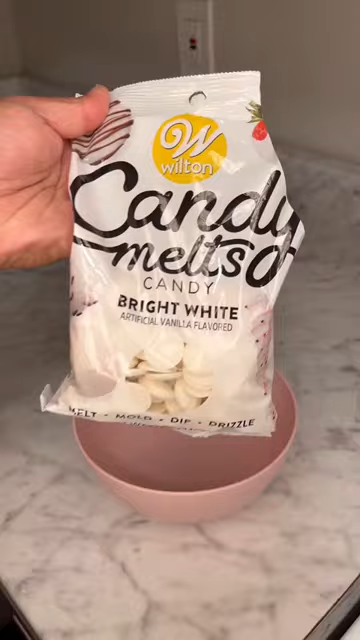 W
wilton
Candy
melts®
CANDY
BRIGHT WHITE
ARTIFICIAL VANILLA FLAVORED
MELT • MOLD • DIP • DRIZZLE